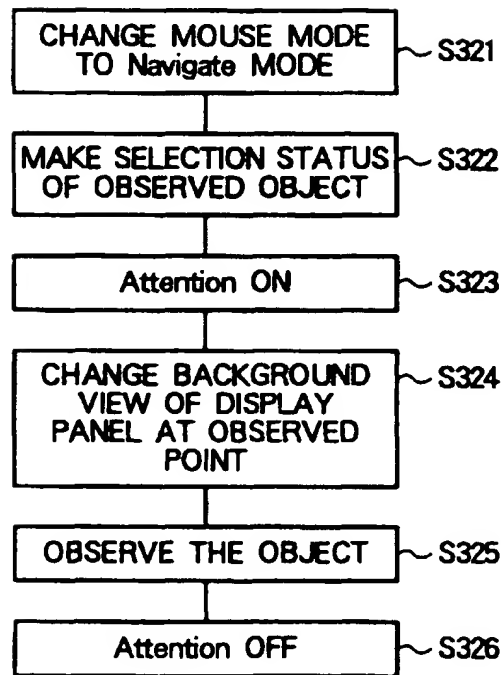 CHANGE MOUSE MODE
TO Navigate MODE
S321
MAKE SELECTION STATUS
OF OBSERVED OBJECT
S322
Attention ON
S323
CHANGE BACKGROUND
VIEW OF DISPLAY
PANEL AT OBSERVED
POINT
S324
OBSERVE THE OBJECT
S325
Attention OFF
S326